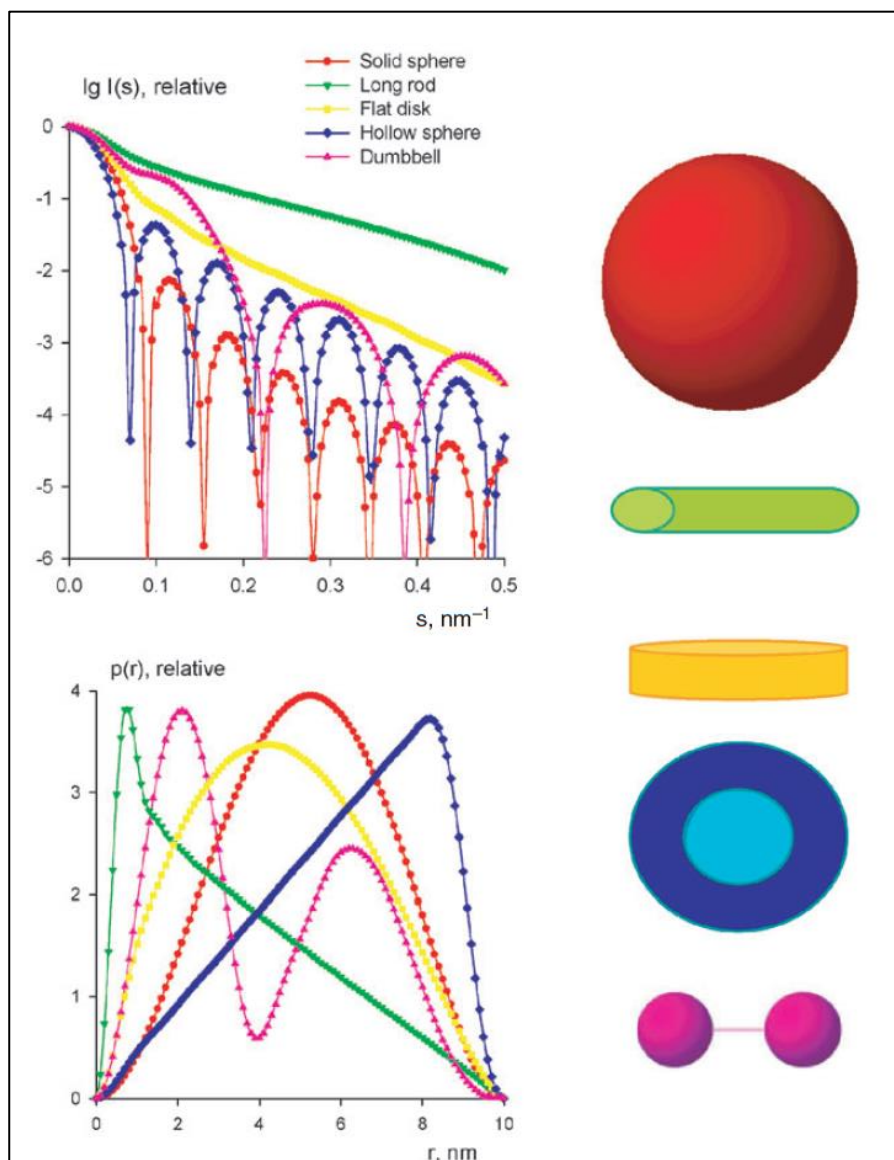 lg I(s), relative
Solid sphere
Long rod
Flat disk
Hollow sphere
Dumbbell
0
-1
-2
-3
-4
-5
-6
0.0 0.1 0.2 0.3 0.4 0.5
s, nm⁻¹
p(r), relative
4
3
2
1
0
0 2 4 6 8 10
r, nm